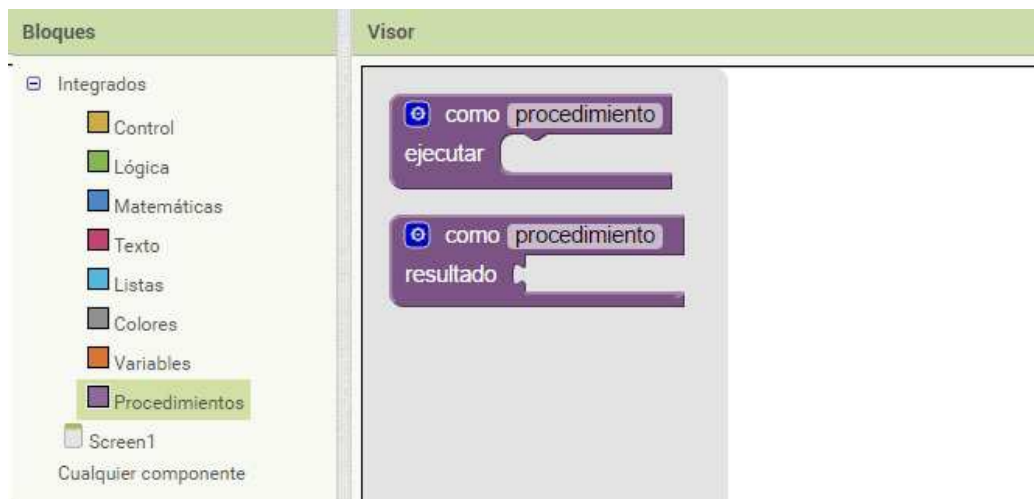 Bloques
Integrados
Control
Lógica
Matemáticas
Texto
Listas
Colores
Variables
Procedimientos
Screen1
Cualquier componente
Visor
como procedimiento
ejecutar
como procedimiento
resultado